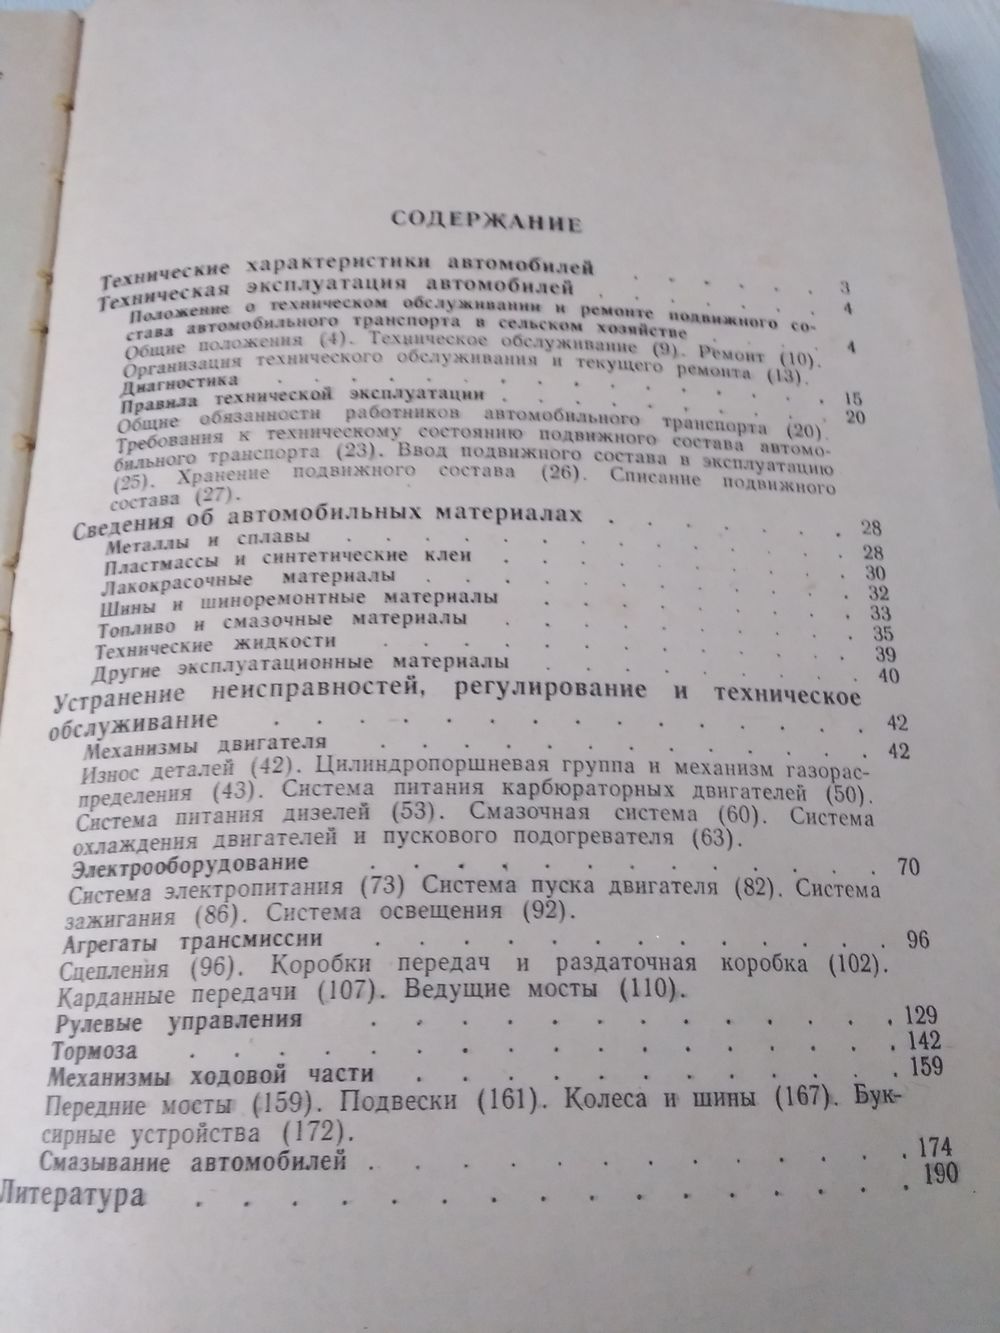 СОДЕРЖАНИЕ
Технические характеристики автомобилей . . . . . . 3
Техническая эксплуатация автомобилей . . . . . . . 4
Положение о техническом обслуживании и ремонте подвижного со-
става автомобильного транспорта в сельском хозяйстве . . . . 4
Общие положения (4). Техническое обслуживание (9). Ремонт (10).
Организация технического обслуживания и текущего ремонта (13).
Диагностика . . . . . . . . . . . . 15
Правила технической эксплуатации . . . . . . . . 20
Общие обязанности работников автомобильного транспорта (20).
Требования к техническому состоянию подвижного состава автомо-
бильного транспорта (23). Ввод подвижного состава в эксплуатацию
(25). Хранение подвижного состава (26). Списание подвижного
состава (27).
Сведения об автомобильных материалах . . . . . . . 28
Металлы и сплавы . . . . . . . . . . . 28
Пластмассы и синтетические клеи . . . . . . . . 30
Лакокрасочные материалы . . . . . . . . . 32
Шины и шиноремонтные материалы . . . . . . . 33
Топливо и смазочные материалы . . . . . . . . 35
Технические жидкости . . . . . . . . . . 39
Другие эксплуатационные материалы . . . . . . . 40
Устранение неисправностей, регулирование и техническое
обслуживание . . . . . . . . . . . . . 42
Механизмы двигателя . . . . . . . . . . . 42
Износ деталей (42). Цилиндропоршневая группа и механизм газорас-
пределения (43). Система питания карбюраторных двигателей (50).
Система питания дизелей (53). Смазочная система (60). Система
охлаждения двигателей и пускового подогревателя (63).
Электрооборудование . . . . . . . . . . . 70
Система электропитания (73) Система пуска двигателя (82). Система
зажигания (86). Система освещения (92).
Агрегаты трансмиссии . . . . . . . . . . . 96
Сцепления (96). Коробки передач и раздаточная коробка (102).
Карданные передачи (107). Ведущие мосты (110).
Рулевые управления . . . . . . . . . . . . 129
Тормоза . . . . . . . . . . . . . . . 142
Механизмы ходовой части . . . . . . . . . . . 159
Передние мосты (159). Подвески (161). Колеса и шины (167). Бук-
сирные устройства (172).
Смазывание автомобилей . . . . . . . . . . . . 174
Литература . . . . . . . . . . . . . . 190